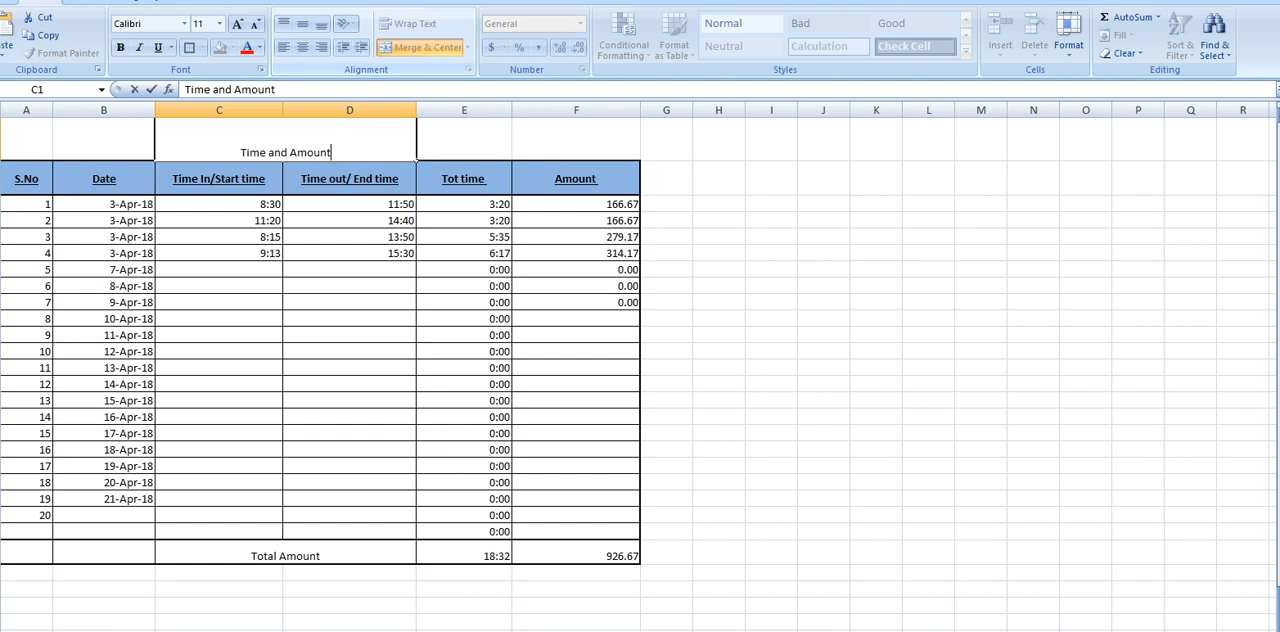 Cut
Copy
Format Painter
Clipboard
Calibri 11 A A
B I U A
Font
Wrap Text
Merge & Center
Alignment
General
$ % ,
Number
Conditional Formatting
Format as Table
Normal Bad Good
Neutral Calculation Check Cell
Styles
Insert Delete Format
Cells
Σ AutoSum
Fill
Clear
Sort & Filter
Find & Select
Editing
C1 fx Time and Amount
A B C D E F G H I J K L M N O P Q R
Time and Amount
S.No Date Time In/Start time Time out/ End time Tot time Amount
1 3-Apr-18 8:30 11:50 3:20 166.67
2 3-Apr-18 11:20 14:40 3:20 166.67
3 3-Apr-18 8:15 13:50 5:35 279.17
4 3-Apr-18 9:13 15:30 6:17 314.17
5 7-Apr-18 0:00 0.00
6 8-Apr-18 0:00 0.00
7 9-Apr-18 0:00 0.00
8 10-Apr-18 0:00
9 11-Apr-18 0:00
10 12-Apr-18 0:00
11 13-Apr-18 0:00
12 14-Apr-18 0:00
13 15-Apr-18 0:00
14 16-Apr-18 0:00
15 17-Apr-18 0:00
16 18-Apr-18 0:00
17 19-Apr-18 0:00
18 20-Apr-18 0:00
19 21-Apr-18 0:00
20 0:00
0:00
Total Amount 18:32 926.67